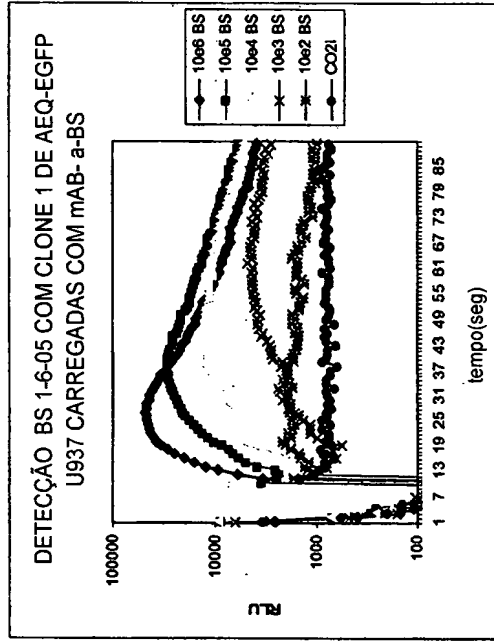 DETECÇÃO BS 1-6-05 COM CLONE 1 DE AEQ-EGFP
U937 CARREGADAS COM mAB- a-BS
100000
10000
1000
100
RLU
1 7 13 19 25 31 37 43 49 55 61 67 73 79 85
tempo(seg)
10e6 BS
10e5 BS
10e4 BS
10e3 BS
10e2 BS
CO2I